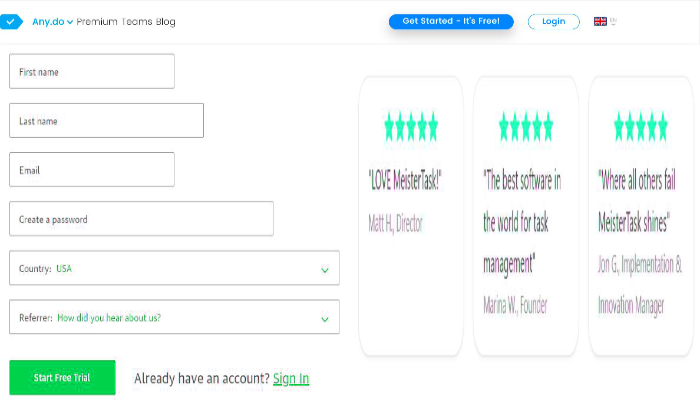 Any.do Premium Teams Blog
Get Started - It's Free!
Login
EN
First name
Last name
Email
Create a password
Country: USA
Referrer: How did you hear about us?
Start Free Trial
Already have an account? Sign In
"LOVE MeisterTask!"
Matt H., Director
"The best software in
the world for task
management"
Marina W., Founder
"Where all others fail
MeisterTask shines"
Jon G., Implementation &
Innovation Manager